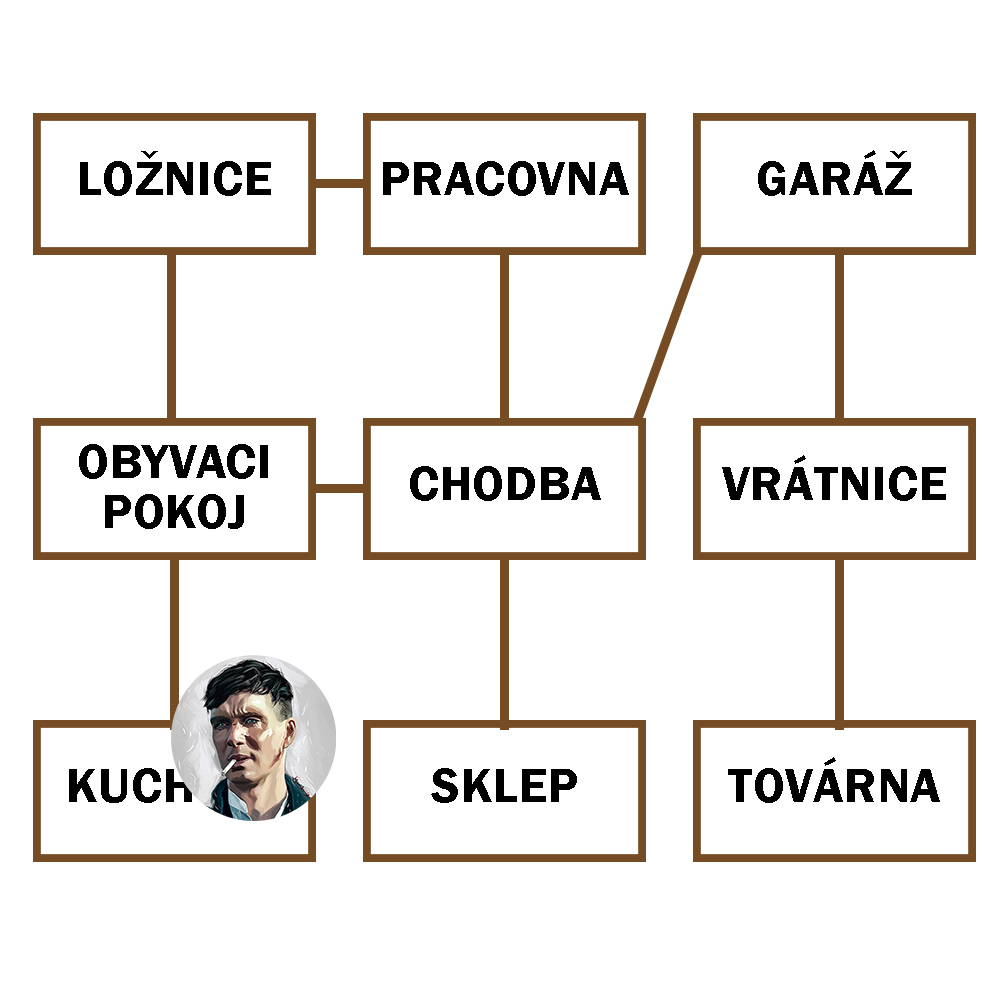 LOŽNICE
PRACOVNA
GARÁŽ
OBYVACI
POKOJ
CHODBA
VRÁTNICE
SKLEP
TOVÁRNA